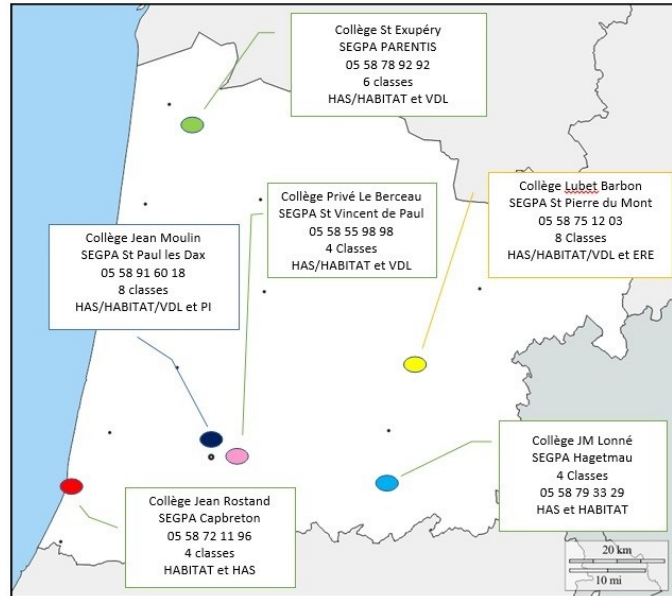 Collège St Exupéry
SEGPA PARENTIS
05 58 78 92 92
6 classes
HAS/HABITAT et VDL
Collège Privé Le Berceau
SEGPA St Vincent de Paul
05 58 55 98 98
4 Classes
HAS/HABITAT et VDL
Collège Lubet Barbon
SEGPA St Pierre du Mont
05 58 75 12 03
8 Classes
HAS/HABITAT/VDL et ERE
Collège Jean Moulin
SEGPA St Paul les Dax
05 58 91 60 18
8 classes
HAS/HABITAT/VDL et PI
Collège JM Lonné
SEGPA Hagetmau
4 Classes
05 58 79 33 29
HAS et HABITAT
Collège Jean Rostand
SEGPA Capbreton
05 58 72 11 96
4 classes
HABITAT et HAS
20 km
10 mi